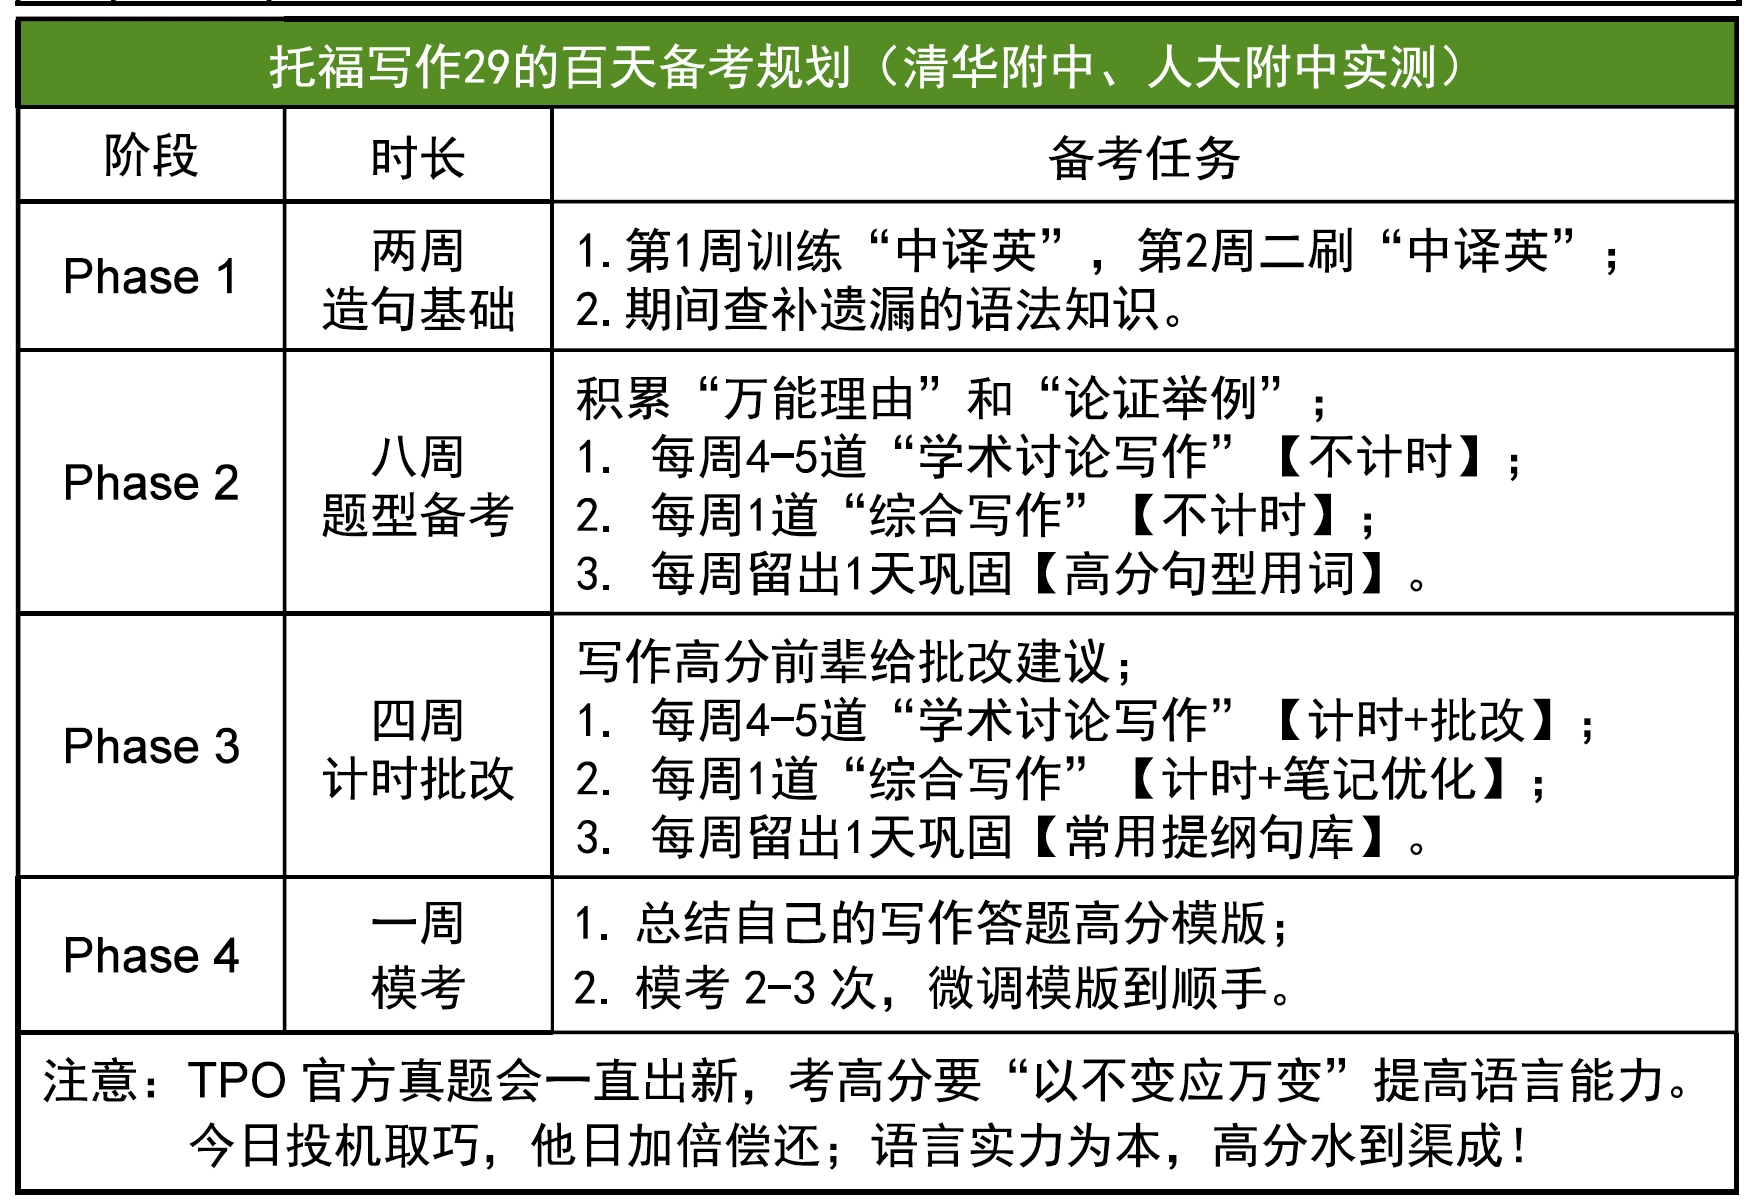 托福写作29的百天备考规划（清华附中、人大附中实测）
阶段 时长 备考任务
Phase 1
两周
造句基础
1.第1周训练“中译英”，第2周二刷“中译英”；
2.期间查补遗漏的语法知识。
Phase 2
八周
题型备考
积累“万能理由”和“论证举例”；
1. 每周4-5道“学术讨论写作”【不计时】；
2. 每周1道“综合写作”【不计时】；
3. 每周留出1天巩固【高分句型用词】。
Phase 3
四周
计时批改
写作高分前辈给批改建议；
1. 每周4-5道“学术讨论写作”【计时+批改】；
2. 每周1道“综合写作”【计时+笔记优化】；
3. 每周留出1天巩固【常用提纲句库】。
Phase 4
一周
模考
1. 总结自己的写作答题高分模版；
2. 模考 2-3 次，微调模版到顺手。
注意：TPO 官方真题会一直出新，考高分要“以不变应万变”提高语言能力。
今日投机取巧，他日加倍偿还；语言实力为本，高分水到渠成！